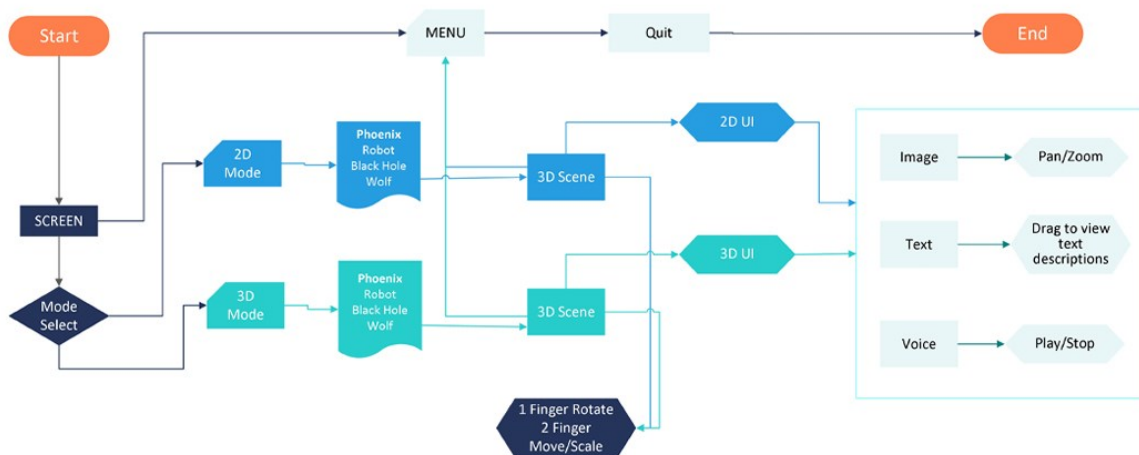 Start
MENU
Quit
End
2D
Mode
Phoenix
Robot
Black Hole
Wolf
3D Scene
2D UI
Image
Pan/Zoom
SCREEN
Text
Drag to view
text
descriptions
Mode
Select
3D
Mode
Phoenix
Robot
Black Hole
Wolf
3D Scene
3D UI
Voice
Play/Stop
1 Finger Rotate
2 Finger
Move/Scale